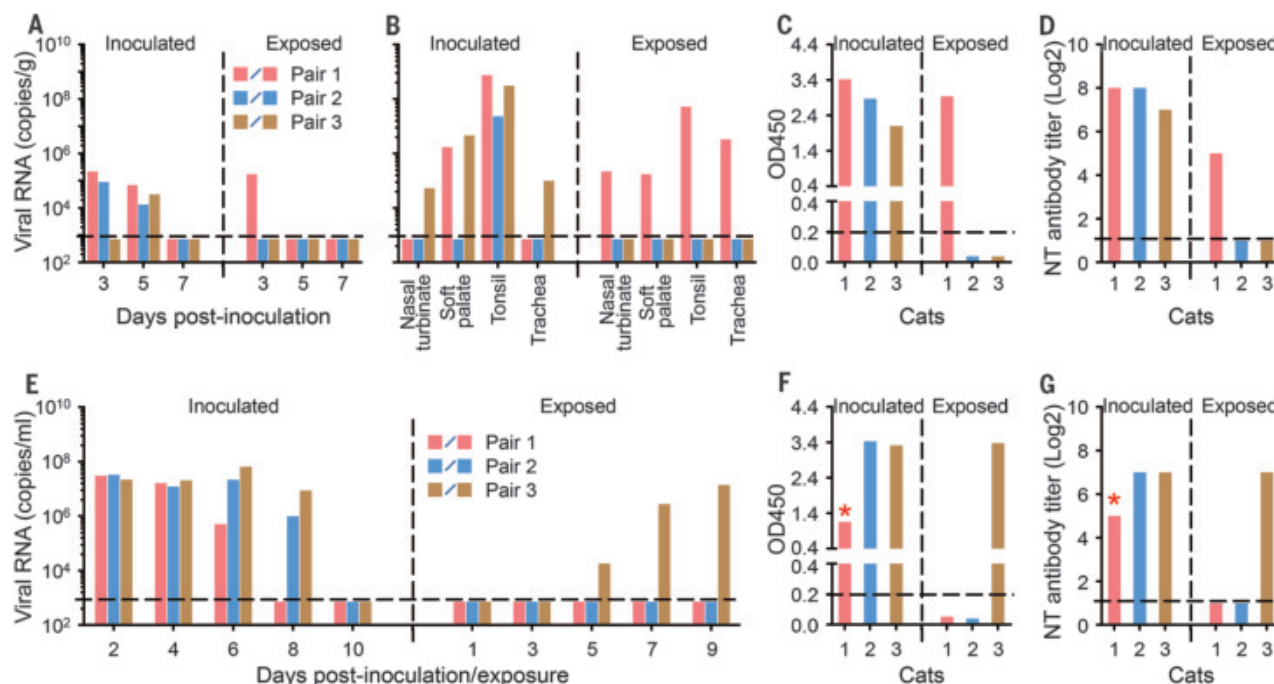 A
Inoculated Exposed
Pair 1
Pair 2
Pair 3
Viral RNA (copies/g)
10^10
10^8
10^6
10^4
10^2
3 5 7 3 5 7
Days post-inoculation
B
Inoculated Exposed
Nasal turbinate
Soft palate
Tonsil
Trachea
Nasal turbinate
Soft palate
Tonsil
Trachea
C
Inoculated Exposed
OD450
4.4
3.4
2.4
1.4
0.4
0.4
0.2
0.0
1 2 3 1 2 3
Cats
D
Inoculated Exposed
NT antibody titer (Log2)
10
8
6
4
2
0
1 2 3 1 2 3
Cats
E
Inoculated Exposed
Pair 1
Pair 2
Pair 3
Viral RNA (copies/ml)
10^10
10^8
10^6
10^4
10^2
2 4 6 8 10 1 3 5 7 9
Days post-inoculation/exposure
F
Inoculated Exposed
OD450
4.4
3.4
2.4
1.4
0.4
0.4
0.2
0.0
*
1 2 3 1 2 3
Cats
G
Inoculated Exposed
NT antibody titer (Log2)
10
8
6
4
2
0
*
1 2 3 1 2 3
Cats